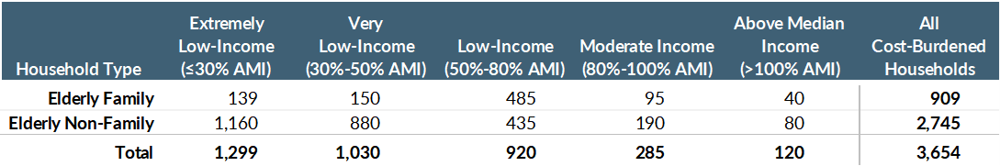 Household Type Extremely Low-Income (≤30% AMI) Very Low-Income (30%-50% AMI) Low-Income (50%-80% AMI) Moderate Income (80%-100% AMI) Above Median Income (>100% AMI) All Cost-Burdened Households
Elderly Family 139 150 485 95 40 909
Elderly Non-Family 1,160 880 435 190 80 2,745
Total 1,299 1,030 920 285 120 3,654